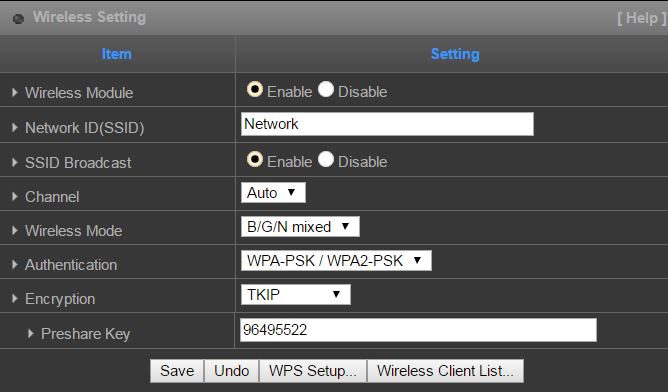 Wireless Setting [ Help ]
Item Setting
Wireless Module Enable Disable
Network ID(SSID) Network
SSID Broadcast Enable Disable
Channel Auto
Wireless Mode B/G/N mixed
Authentication WPA-PSK / WPA2-PSK
Encryption TKIP
Preshare Key 96495522
Save Undo WPS Setup... Wireless Client List...